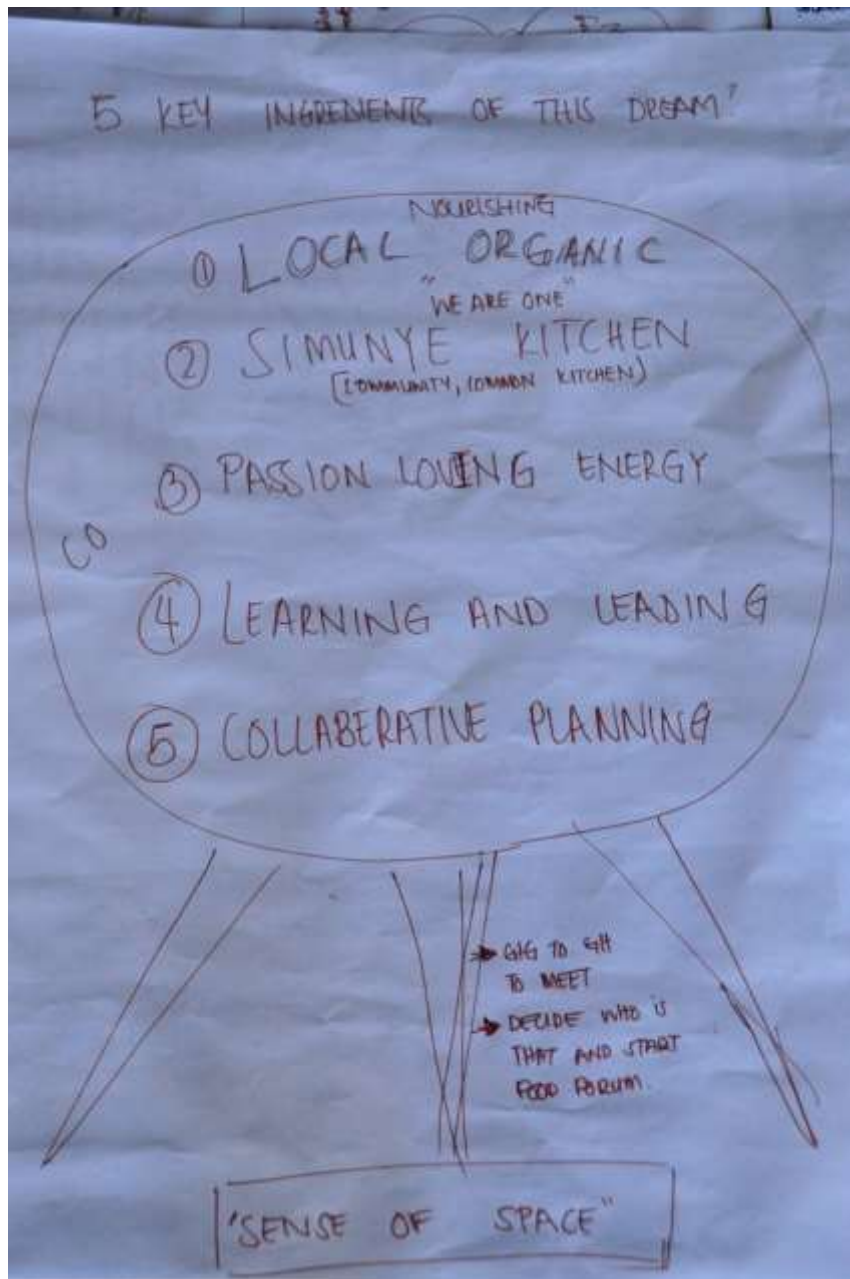 5 KEY INGREDIENTS OF THIS DREAM?
NOURISHING
① LOCAL ORGANIC
"WE ARE ONE"
② SIMUNYE KITCHEN
(COMMUNITY, COMMON KITCHEN)
③ PASSION LOVING ENERGY
CO
④ LEARNING AND LEADING
⑤ COLLABERATIVE PLANNING
→ TO
TO MEET
→ DECIDE WHO IS
THAT AND START
FOOD FORUM
"SENSE OF SPACE"